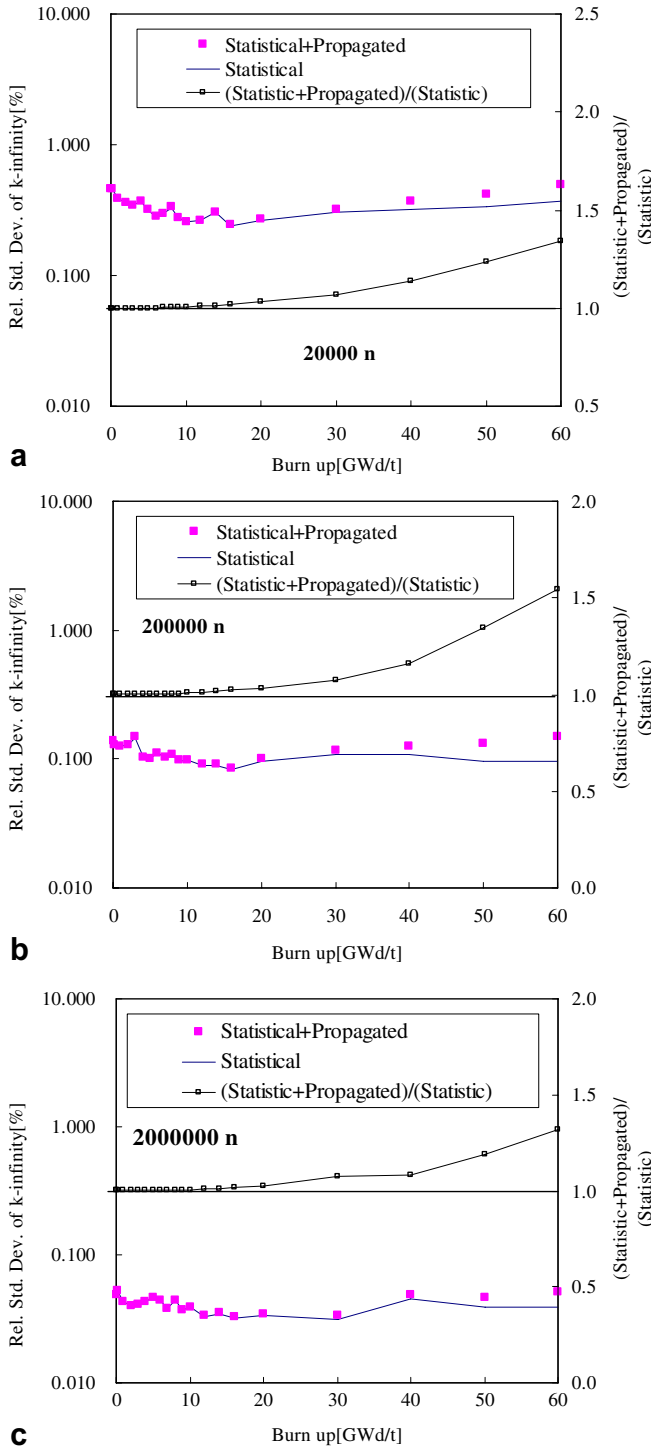 10.000
1.000
0.100
0.010
Rel. Std. Dev. of k-infinity[%]
Statistical+Propagated
Statistical
(Statistic+Propagated)/(Statistic)
20000 n
2.5
2.0
1.5
1.0
0.5
(Statistic+Propagated)/
(Statistic)
0 10 20 30 40 50 60
Burn up[GWd/t]
a
10.000
1.000
0.100
0.010
Rel. Std. Dev. of k-infinity[%]
Statistical+Propagated
Statistical
(Statistic+Propagated)/(Statistic)
200000 n
2.0
1.5
1.0
0.5
0.0
(Statistic+Propagated)/
(Statistic)
0 10 20 30 40 50 60
Burn up[GWd/t]
b
10.000
1.000
0.100
0.010
Rel. Std. Dev. of k-infinity[%]
Statistical+Propagated
Statistical
(Statistic+Propagated)/(Statistic)
2000000 n
2.0
1.5
1.0
0.5
0.0
(Statistic+Propagated)/
(Statistic)
0 10 20 30 40 50 60
Burn up[GWd/t]
c